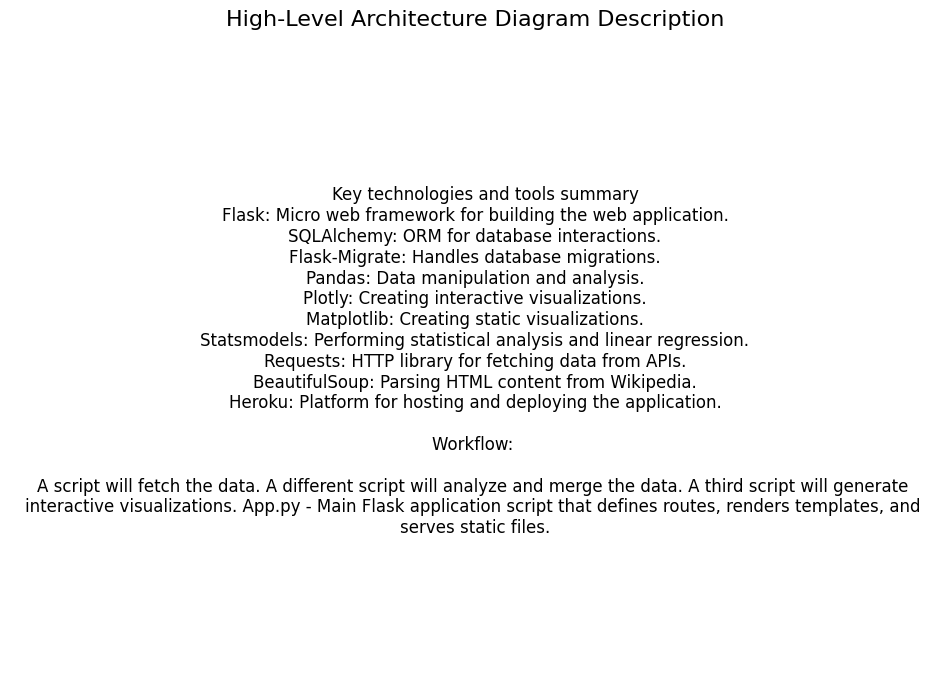 High-Level Architecture Diagram Description
Key technologies and tools summary
Flask: Micro web framework for building the web application.
SQLAlchemy: ORM for database interactions.
Flask-Migrate: Handles database migrations.
Pandas: Data manipulation and analysis.
Plotly: Creating interactive visualizations.
Matplotlib: Creating static visualizations.
Statsmodels: Performing statistical analysis and linear regression.
Requests: HTTP library for fetching data from APIs.
BeautifulSoup: Parsing HTML content from Wikipedia.
Heroku: Platform for hosting and deploying the application.
Workflow:
A script will fetch the data. A different script will analyze and merge the data. A third script will generate
interactive visualizations. App.py - Main Flask application script that defines routes, renders templates, and
serves static files.